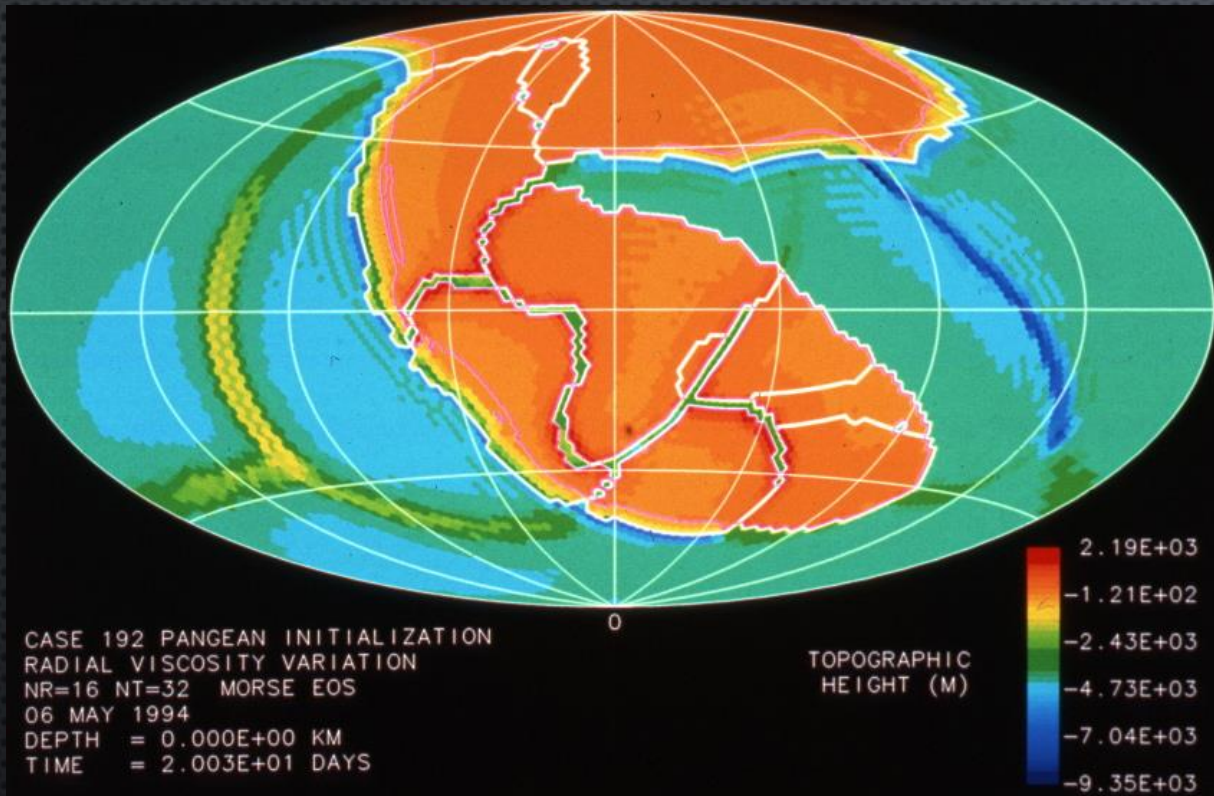 0
CASE 192 PANGEAN INITIALIZATION
RADIAL VISCOSITY VARIATION
NR=16 NT=32 MORSE EOS
06 MAY 1994
DEPTH = 0.000E+00 KM
TIME = 2.003E+01 DAYS
TOPOGRAPHIC
HEIGHT (M)
2.19E+03
-1.21E+02
-2.43E+03
-4.73E+03
-7.04E+03
-9.35E+03